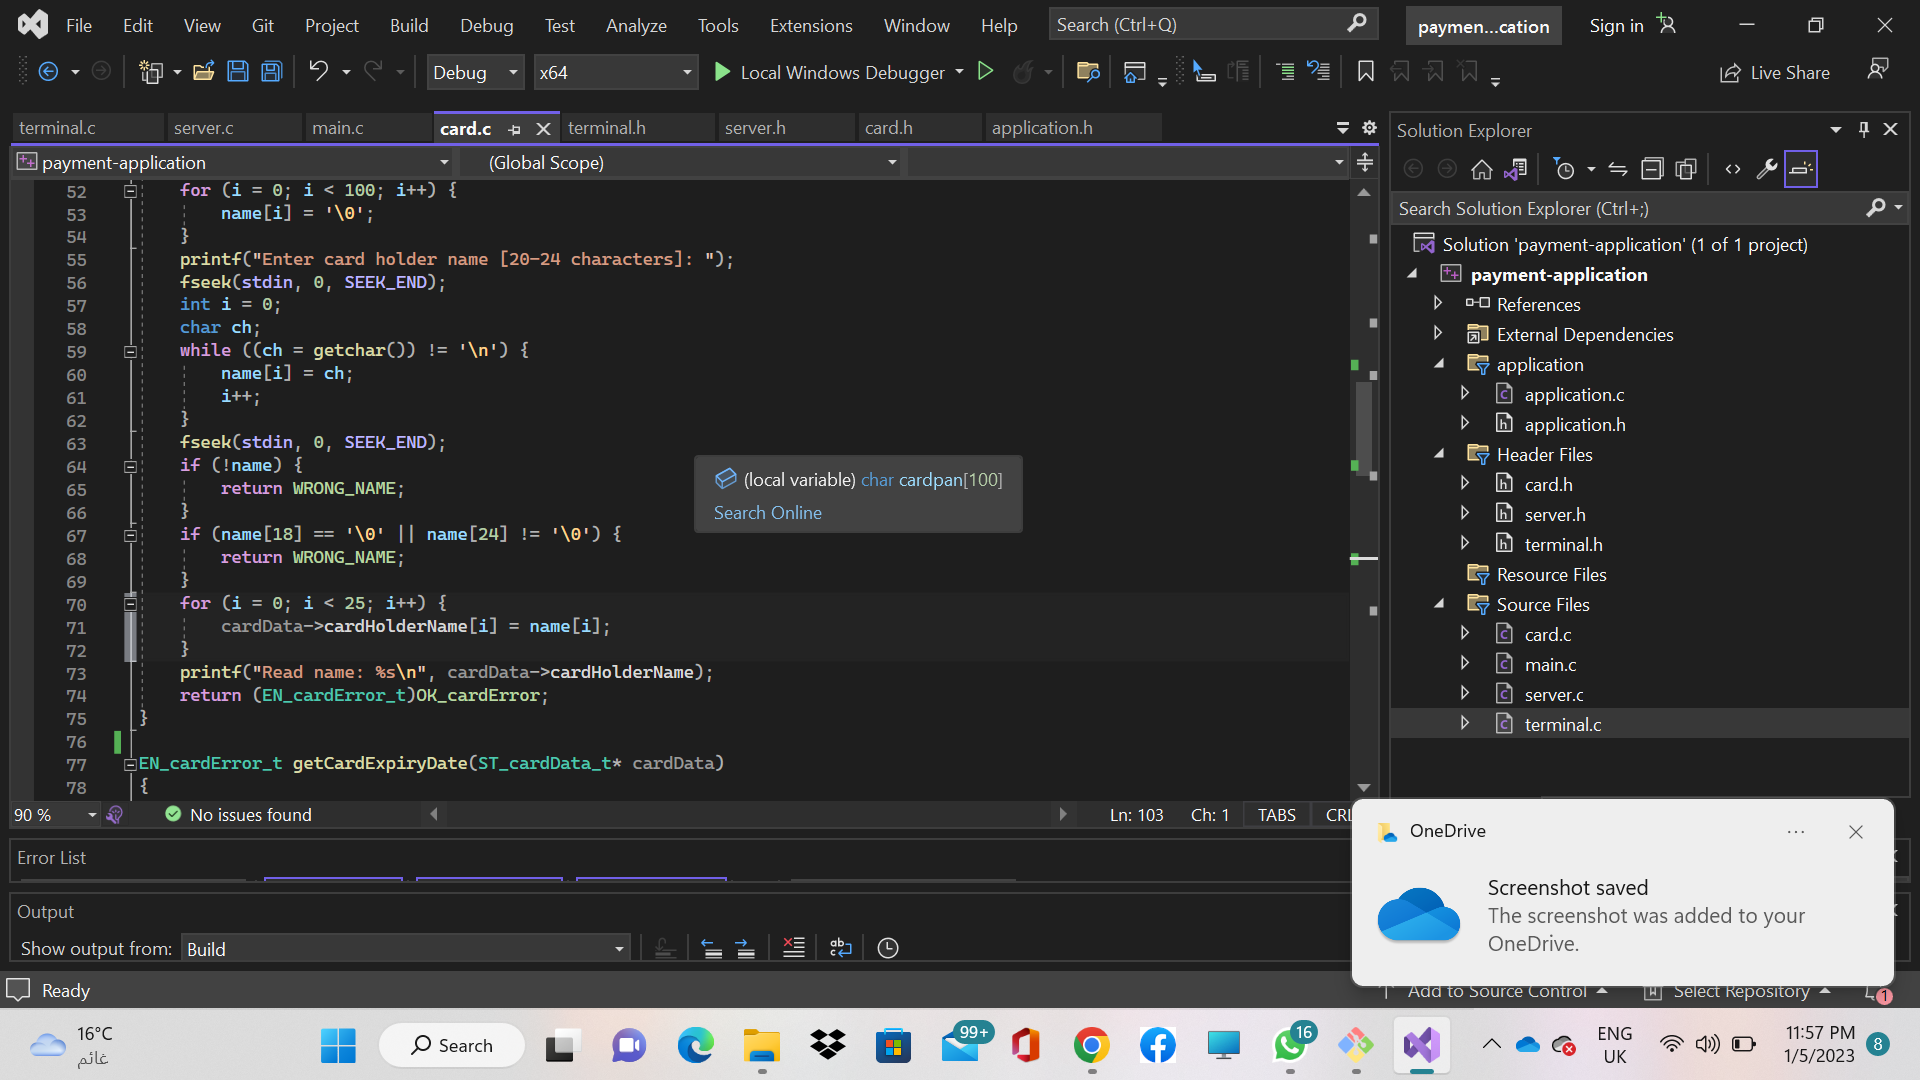 File Edit View Git Project Build Debug Test Analyze Tools Extensions Window Help Search (Ctrl+Q) paymen...cation Sign in
Debug x64 Local Windows Debugger Live Share
terminal.c server.c main.c card.c terminal.h server.h card.h application.h
payment-application (Global Scope)
52 for (i = 0; i < 100; i++) {
53 name[i] = '\0';
54 }
55 printf("Enter card holder name [20-24 characters]: ");
56 fseek(stdin, 0, SEEK_END);
57 int i = 0;
58 char ch;
59 while ((ch = getchar()) != '\n') {
60 name[i] = ch;
61 i++;
62 }
63 fseek(stdin, 0, SEEK_END);
64 if (!name) {
65 return WRONG_NAME;
66 }
67 if (name[18] == '\0' || name[24] != '\0') {
68 return WRONG_NAME;
69 }
70 for (i = 0; i < 25; i++) {
71 cardData->cardHolderName[i] = name[i];
72 }
73 printf("Read name: %s\n", cardData->cardHolderName);
74 return (EN_cardError_t)OK_cardError;
75 }
76
77 EN_cardError_t getCardExpiryDate(ST_cardData_t* cardData)
78 {
(local variable) char cardpan[100]
Search Online
90 % No issues found Ln: 103 Ch: 1 TABS
Error List
Output
Show output from: Build
Solution Explorer
Search Solution Explorer (Ctrl+;)
Solution 'payment-application' (1 of 1 project)
payment-application
References
External Dependencies
application
application.c
application.h
Header Files
card.h
server.h
terminal.h
Resource Files
Source Files
card.c
main.c
server.c
terminal.c
OneDrive
Screenshot saved
The screenshot was added to your
OneDrive.
Ready Add to Source Control Select Repository 1
16°C
غائم
Search
99+
16
ENG
UK
11:57 PM
1/5/2023
8